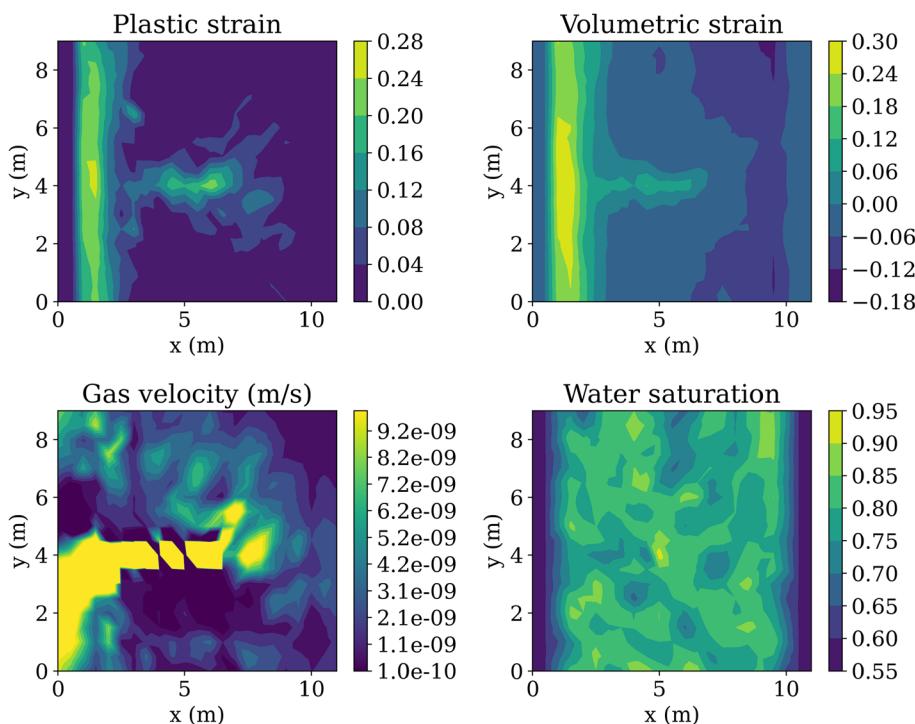 Plastic strain
8
6
4
2
0
y (m)
0 5 10
x (m)
0.28
0.24
0.20
0.16
0.12
0.08
0.04
0.00
Volumetric strain
8
6
4
2
0
y (m)
0 5 10
x (m)
0.30
0.24
0.18
0.12
0.06
0.00
−0.06
−0.12
−0.18
Gas velocity (m/s)
8
6
4
2
0
y (m)
0 5 10
x (m)
9.2e-09
8.2e-09
7.2e-09
6.2e-09
5.2e-09
4.2e-09
3.1e-09
2.1e-09
1.1e-09
1.0e-10
Water saturation
8
6
4
2
0
y (m)
0 5 10
x (m)
0.95
0.90
0.85
0.80
0.75
0.70
0.65
0.60
0.55